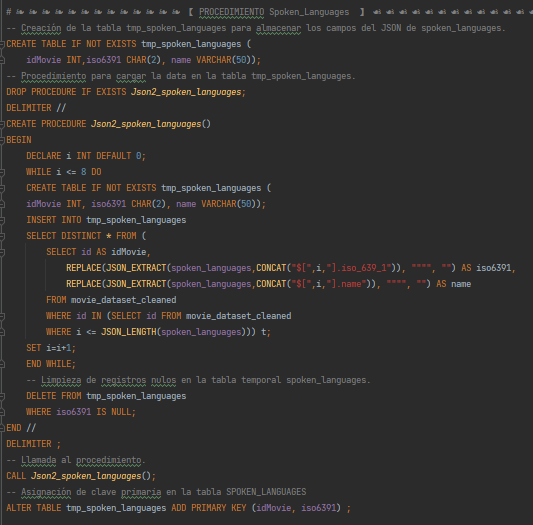 # ❧ ❧ ❧ ❧ ❧ ❧ ❧ ❧ ❧ ❧ ❧ ❧ ❧ 【 PROCEDIMIENTO Spoken_Languages 】 ☙ ☙ ☙ ☙ ☙ ☙ ☙ ☙ ☙ ☙ ☙ ☙
-- Creación de la tabla tmp_spoken_languages para almacenar los campos del JSON de spoken_languages.
CREATE TABLE IF NOT EXISTS tmp_spoken_languages (
    idMovie INT,iso6391 CHAR(2), name VARCHAR(50));
-- Procedimiento para cargar la data en la tabla tmp_spoken_languages.
DROP PROCEDURE IF EXISTS Json2_spoken_languages;
DELIMITER //
CREATE PROCEDURE Json2_spoken_languages()
BEGIN
    DECLARE i INT DEFAULT 0;
    WHILE i <= 8 DO
    CREATE TABLE IF NOT EXISTS tmp_spoken_languages (
    idMovie INT, iso6391 CHAR(2), name VARCHAR(50));
    INSERT INTO tmp_spoken_languages
    SELECT DISTINCT * FROM (
        SELECT id AS idMovie,
            REPLACE(JSON_EXTRACT(spoken_languages,CONCAT("$[",i,"].iso_639_1")), """", "") AS iso6391,
            REPLACE(JSON_EXTRACT(spoken_languages,CONCAT("$[",i,"].name")), """", "") AS name
        FROM movie_dataset_cleaned
        WHERE id IN (SELECT id FROM movie_dataset_cleaned
        WHERE i <= JSON_LENGTH(spoken_languages))) t;
    SET i=i+1;
    END WHILE;
    -- Limpieza de registros nulos en la tabla temporal spoken_languages.
    DELETE FROM tmp_spoken_languages
    WHERE iso6391 IS NULL;
END //
DELIMITER ;
-- Llamada al procedimiento.
CALL Json2_spoken_languages();
-- Asignación de clave primaria en la tabla SPOKEN_LANGUAGES
ALTER TABLE tmp_spoken_languages ADD PRIMARY KEY (idMovie, iso6391) ;